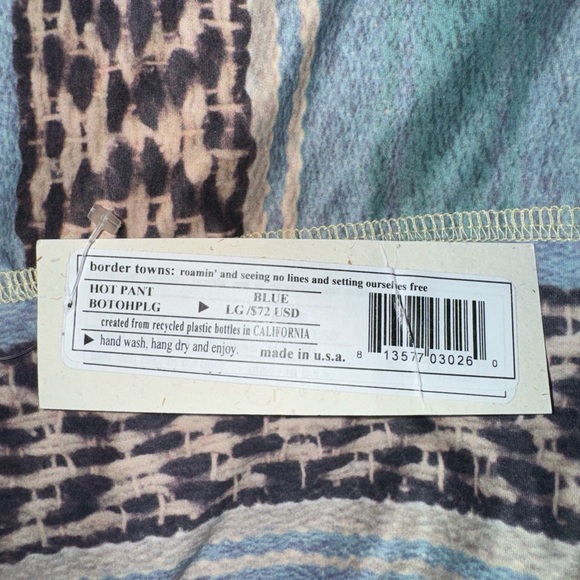 border towns: roamin' and seeing no lines and setting ourselves free
HOT PANT BLUE
BOTOHPLG ▶ LG /$72 USD
created from recycled plastic bottles in CALIFORNIA
▶ hand wash, hang dry and enjoy. made in u.s.a.
8 13577 03026 0